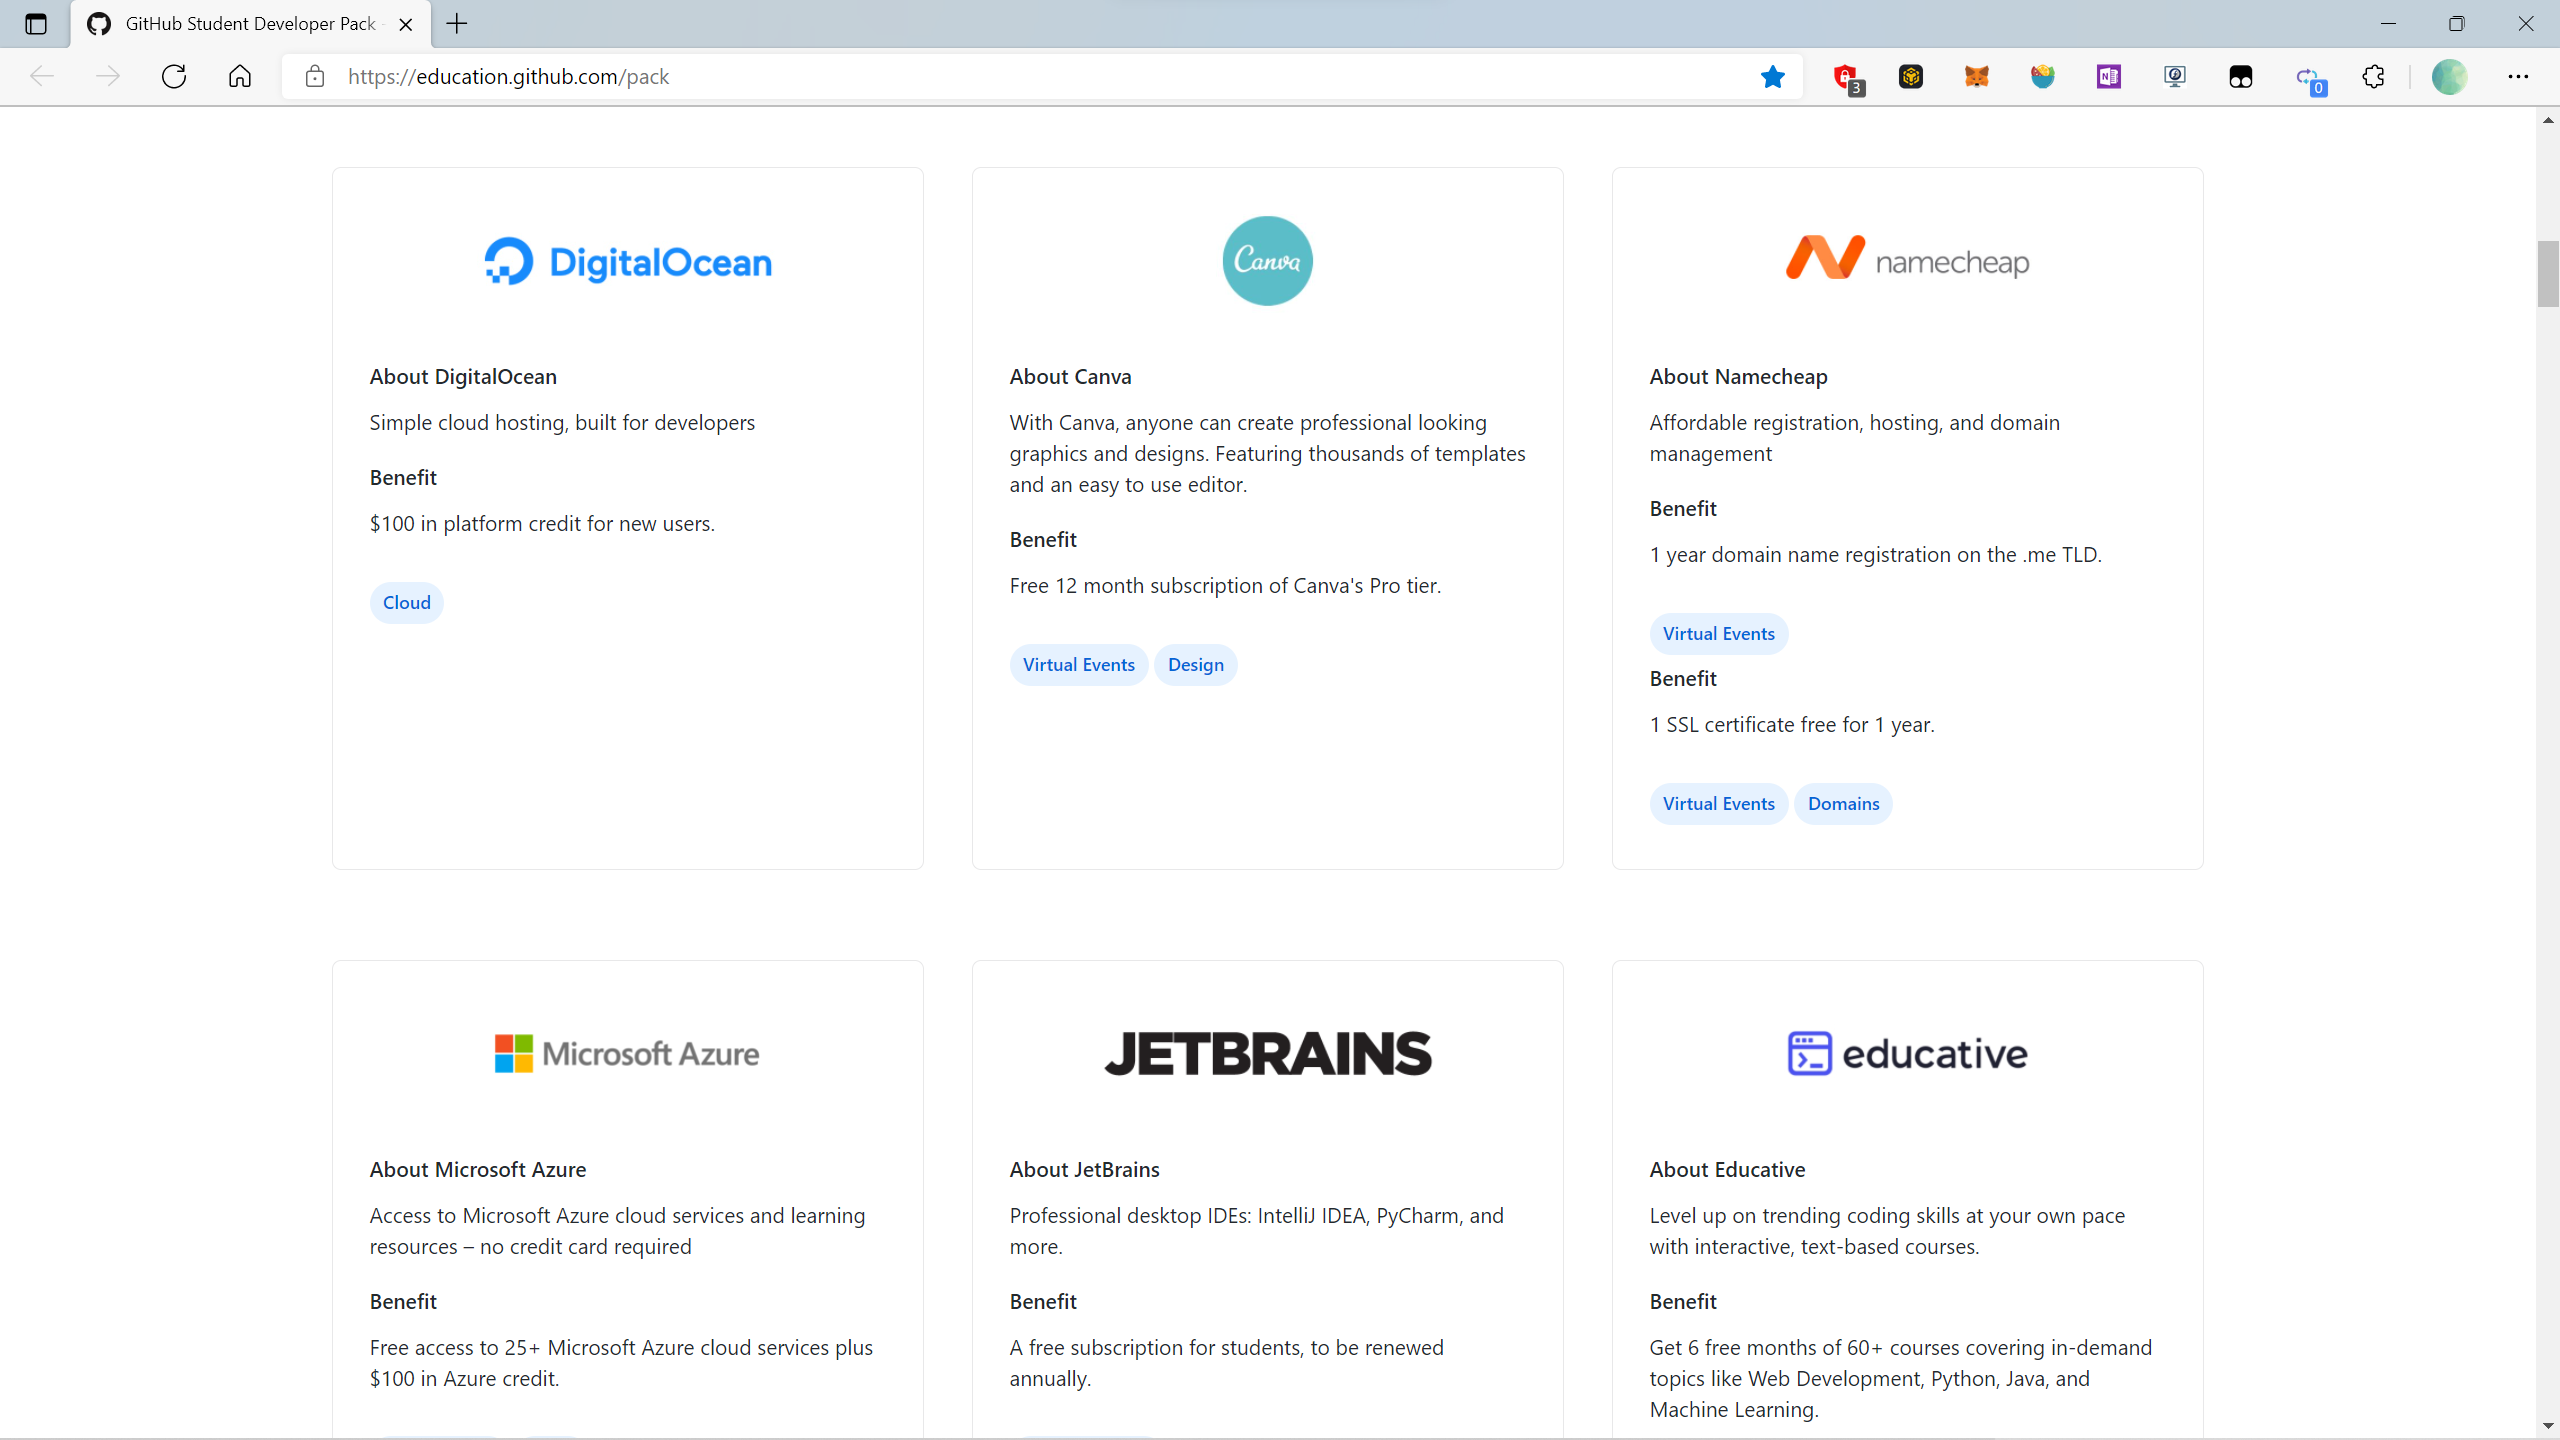 GitHub Student Developer Pack -
https://education.github.com/pack
3
0
DigitalOcean
About DigitalOcean
Simple cloud hosting, built for developers
Benefit
$100 in platform credit for new users.
Cloud
Canva
About Canva
With Canva, anyone can create professional looking
graphics and designs. Featuring thousands of templates
and an easy to use editor.
Benefit
Free 12 month subscription of Canva's Pro tier.
Virtual Events Design
namecheap
About Namecheap
Affordable registration, hosting, and domain
management
Benefit
1 year domain name registration on the .me TLD.
Virtual Events
Benefit
1 SSL certificate free for 1 year.
Virtual Events Domains
Microsoft Azure
About Microsoft Azure
Access to Microsoft Azure cloud services and learning
resources – no credit card required
Benefit
Free access to 25+ Microsoft Azure cloud services plus
$100 in Azure credit.
JETBRAINS
About JetBrains
Professional desktop IDEs: IntelliJ IDEA, PyCharm, and
more.
Benefit
A free subscription for students, to be renewed
annually.
educative
About Educative
Level up on trending coding skills at your own pace
with interactive, text-based courses.
Benefit
Get 6 free months of 60+ courses covering in-demand
topics like Web Development, Python, Java, and
Machine Learning.